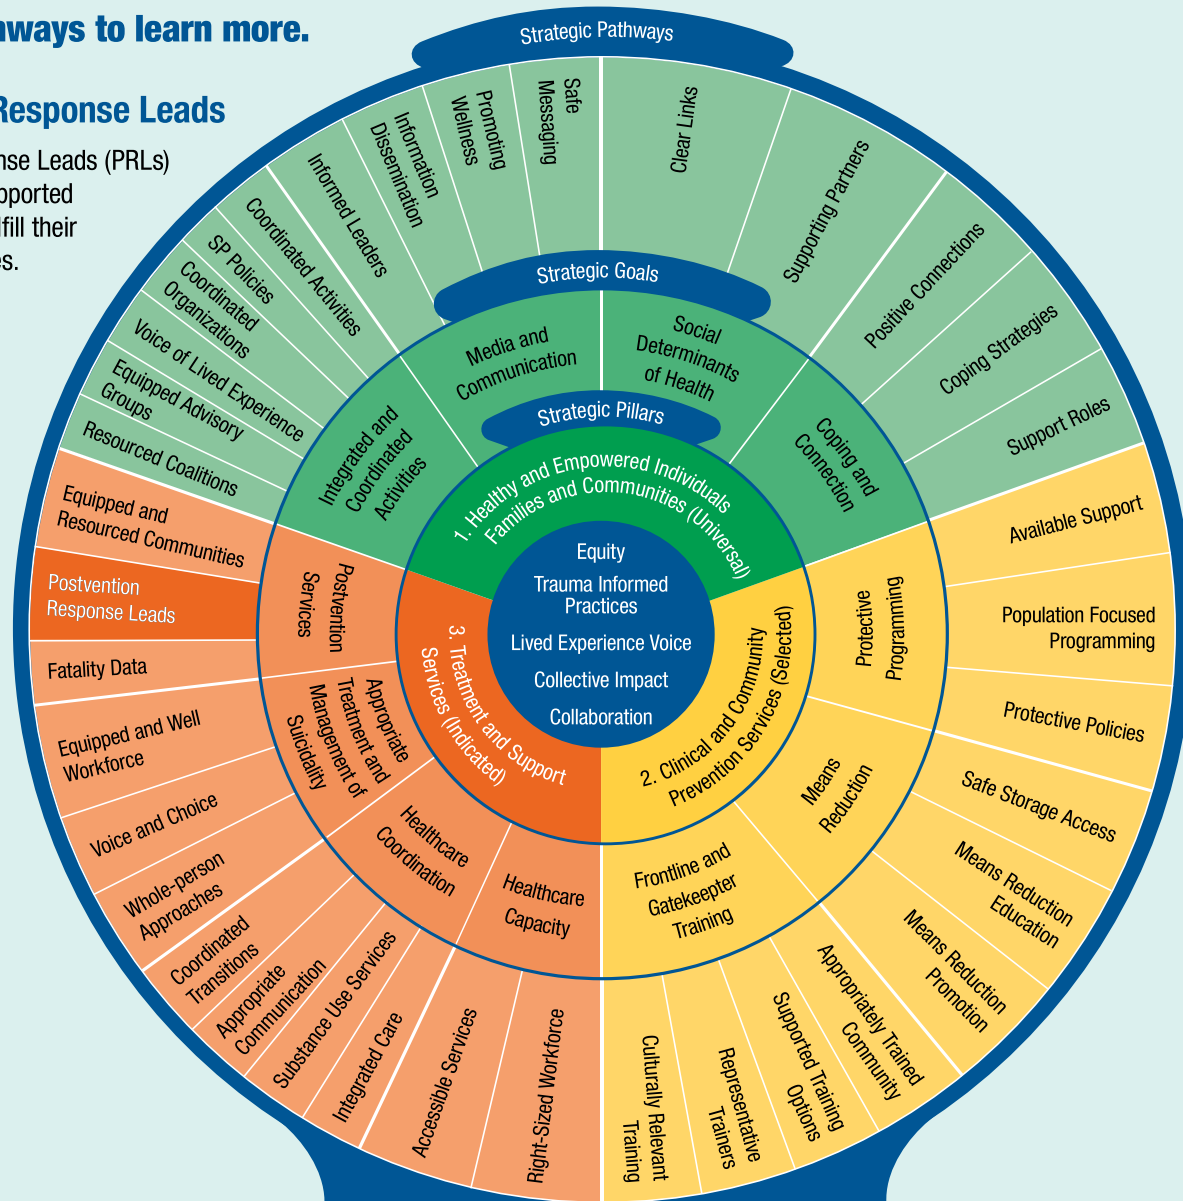 ways to learn more.
Response Leads
nse Leads (PRLs)
pported
lfill their
es.
Strategic Pathways
Safe
Messaging
Promoting
Wellness
Information
Dissemination
Informed Leaders
Coordinated Activities
SP Policies
Coordinated
Organizations
Voice of Lived Experience
Equipped Advisory
Groups
Resourced Coalitions
Clear Links
Supporting Partners
Positive Connections
Coping Strategies
Support Roles
Strategic Goals
Media and
Communication
Social
Determinants
of Health
Integrated and
Coordinated
Activities
Coping and
Connection
Strategic Pillars
1. Healthy and Empowered Individuals
Families and Communities (Universal)
Equity
Trauma Informed
Practices
Lived Experience Voice
Collective Impact
Collaboration
2. Clinical and Community
Prevention Services (Selected)
3. Treatment and Support
Services (Indicated)
Protective
Programming
Means
Reduction
Frontline and
Gatekeeper
Training
Available Support
Population Focused
Programming
Protective Policies
Safe Storage Access
Means Reduction
Education
Means Reduction
Promotion
Appropriately Trained
Community
Supported Training
Options
Representative
Trainers
Culturally Relevant
Training
Postvention
Services
Appropriate
Treatment and
Management of
Suicidality
Healthcare
Coordination
Healthcare
Capacity
Equipped and
Resourced Communities
Postvention
Response Leads
Fatality Data
Equipped and Well
Workforce
Voice and Choice
Whole-person
Approaches
Coordinated
Transitions
Appropriate
Communication
Substance Use Services
Integrated Care
Accessible Services
Right-Sized Workforce